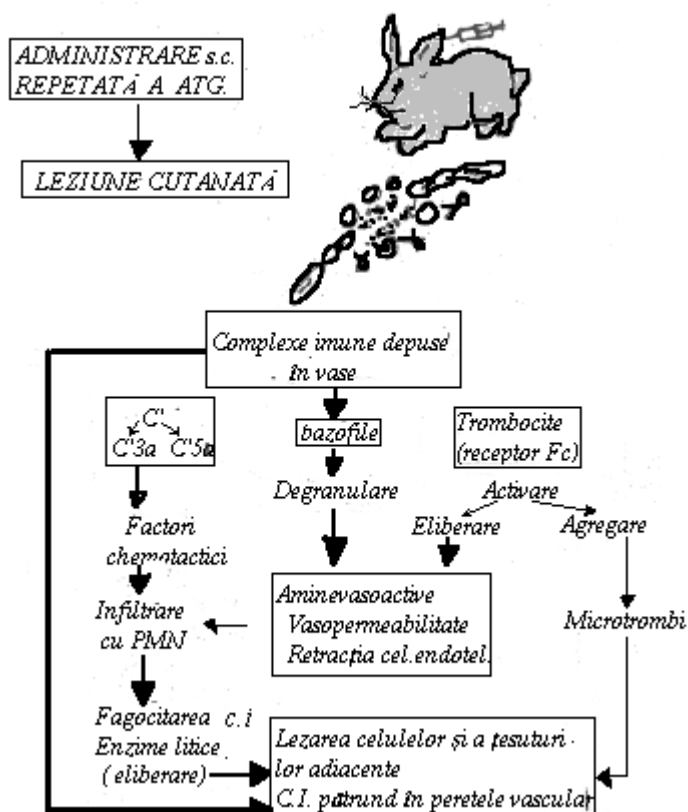 ADMINISTRARE s.c.
REPETATĂ A ATG.
LEZIUNE CUTANATĂ
Complexe imune depuse
în vase
C'
C'3a C'5a
bazofile
Trombocite
(receptor Fc)
Degranulare
Activare
Eliberare
Agregare
Factori
chemotactici
Aminevasoactive
Vasopermeabilitate
Retracția cel.endotel.
Infiltrare
cu PMN
Microtrombi
Fagocitarea c.i
Enzime litice
(eliberare)
Lezarea celulelor și a țesuturi-
lor adiacente
C.I. pătrund în peretele vascular